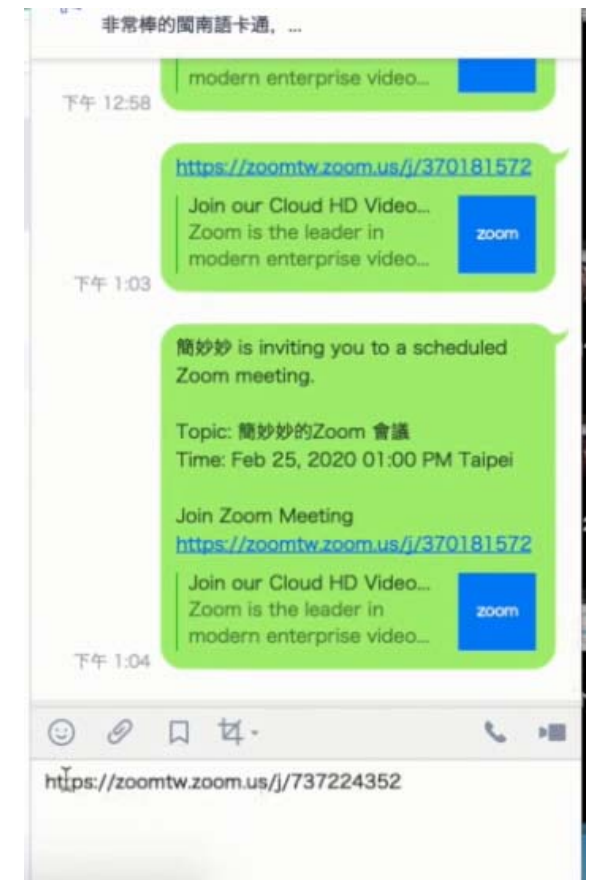 非常棒的閩南語卡通, ...
modern enterprise video...
下午 12:58
https://zoomtw.zoom.us/j/370181572
Join our Cloud HD Video...
Zoom is the leader in
zoom
modern enterprise video...
下午 1:03
簡妙妙 is inviting you to a scheduled
Zoom meeting.
Topic: 簡妙妙的Zoom 會議
Time: Feb 25, 2020 01:00 PM Taipei
Join Zoom Meeting
https://zoomtw.zoom.us/j/370181572
Join our Cloud HD Video...
Zoom is the leader in
zoom
modern enterprise video...
下午 1:04
https://zoomtw.zoom.us/j/737224352